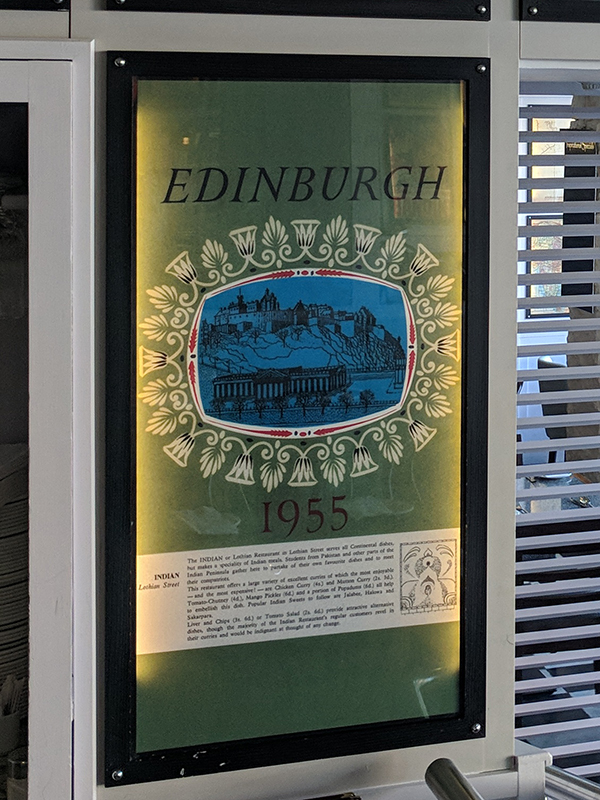 EDINBURGH
1955
INDIAN
Lothian Street
The INDIAN or Lothian Restaurant in Lothian Street serves all Continental dishes,
but makes a speciality of Indian meals. Students from Pakistan and other parts of the
Indian Peninsula gather here to partake of their own favourite dishes and to meet
their compatriots.
This restaurant offers a large variety of excellent curries of which the most enjoyable
—and the most expensive!—are Chicken Curry (4s.) and Mutton Curry (2s. 3d.).
Tomato-Chutney (4d.), Mango Pickles (6d.) and a portion of Popadums (8d.) all help
to embellish this dish. Popular Indian Sweets to follow are Jalabee, Halowa and
Sakarpara.
Liver and Chips (3s. 6d.) or Tomato Salad (2s. 6d.) provide attractive alternative
dishes, though the majority of the Indian Restaurant's regular customers revel in
their curries and would be indignant at thought of any change.